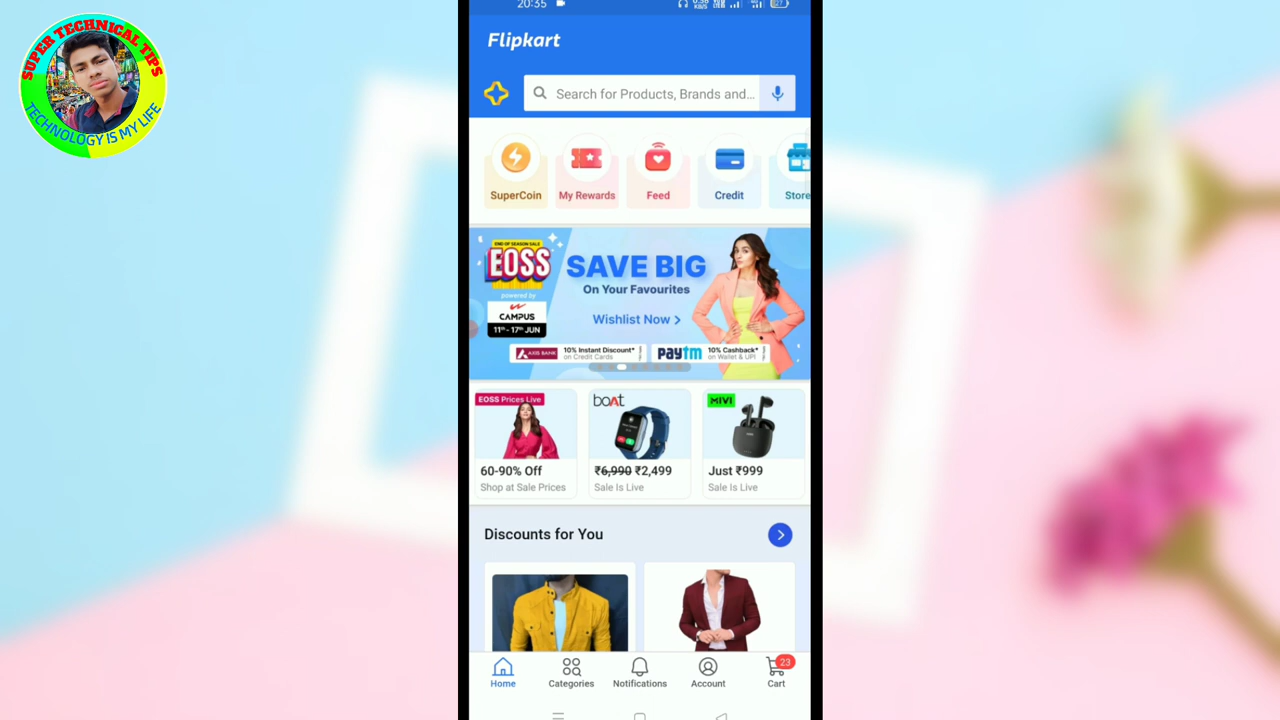 SUPER TECHNICAL TIPS
TECHNOLOGY IS MY LIFE
20:35
Flipkart
Search for Products, Brands and...
SuperCoin
My Rewards
Feed
Credit
Store
END OF SEASON SALE
EOSS
powered by
CAMPUS
11th - 17th JUN
SAVE BIG
On Your Favourites
Wishlist Now >
AXIS BANK 10% Instant Discount* on Credit Cards
paytm 10% Cashback* on Wallet & UPI
EOSS Prices Live
60-90% Off
Shop at Sale Prices
boAt
₹6,990 ₹2,499
Sale Is Live
MIVI
Just ₹999
Sale Is Live
Discounts for You
Home
Categories
Notifications
Account
23
Cart